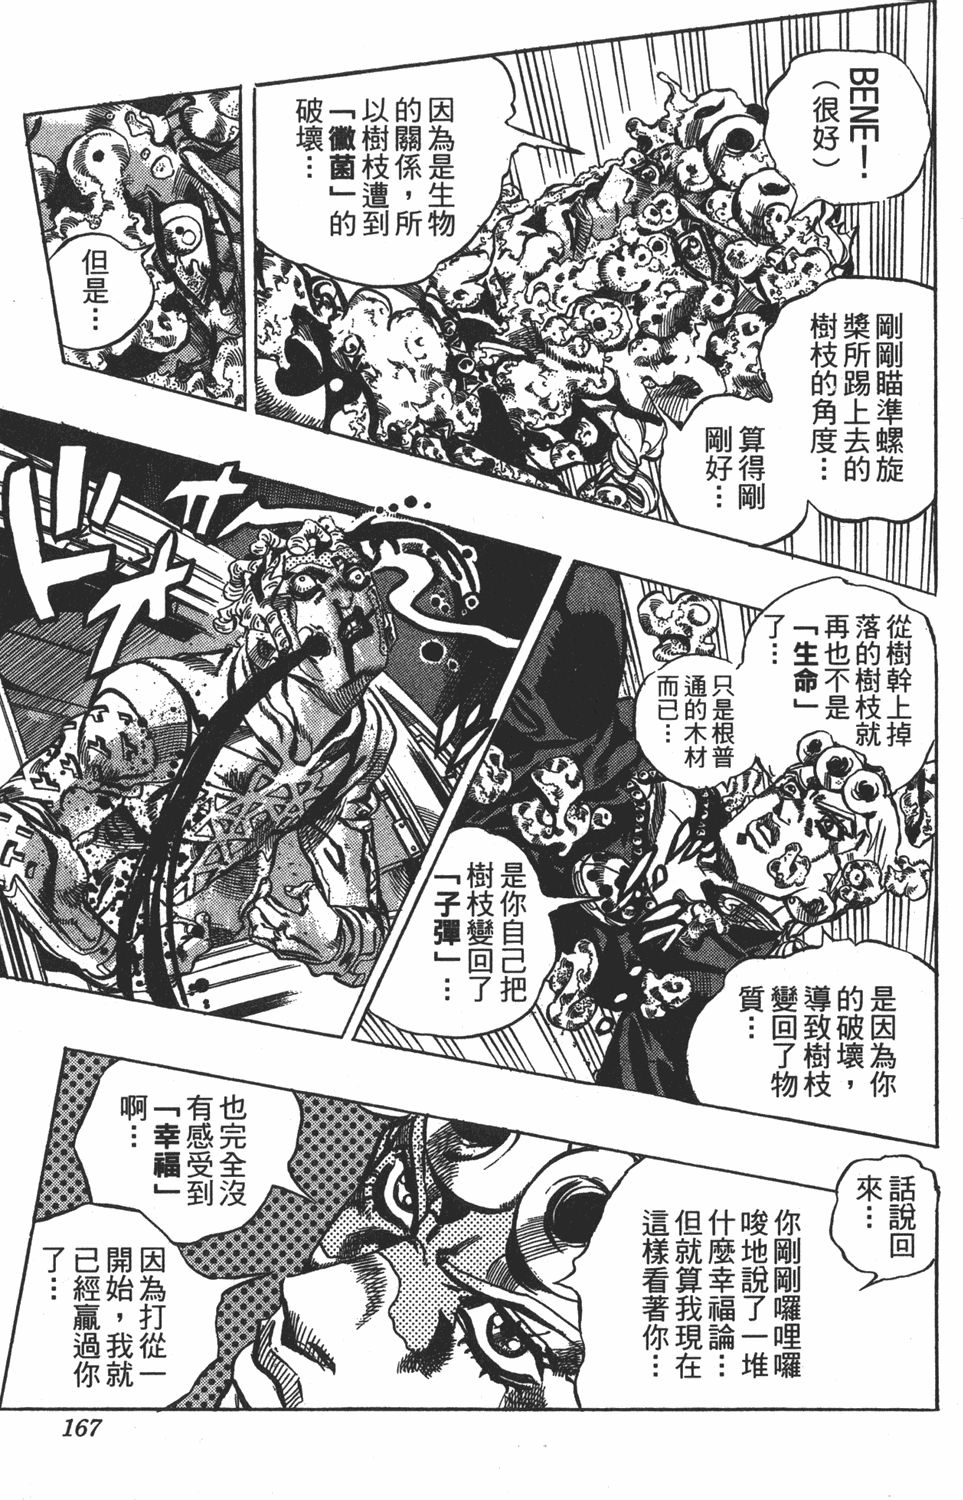 BENE！
（很好）
剛剛瞄準螺旋
槳所踢上去的
樹枝的角度…
算得剛
剛好…
因為是生物
的關係，所
以樹枝遭到
「黴菌」的
破壞…
但是…
從樹幹上掉
落的樹枝就
再也不是
「生命」
了…
只是根普
通的木材
而已…
是因為你
的破壞，
導致樹枝
變回了物
質…
是你自己把
樹枝變回了
「子彈」…
ドドド
話說回
來…
你剛剛囉哩囉
唆地說了一堆
什麼幸福論…
但就算我現在
這樣看著你…
也完全沒
有感受到
「幸福」
啊…
因為打從一
開始，我就
已經贏過你
了…
167